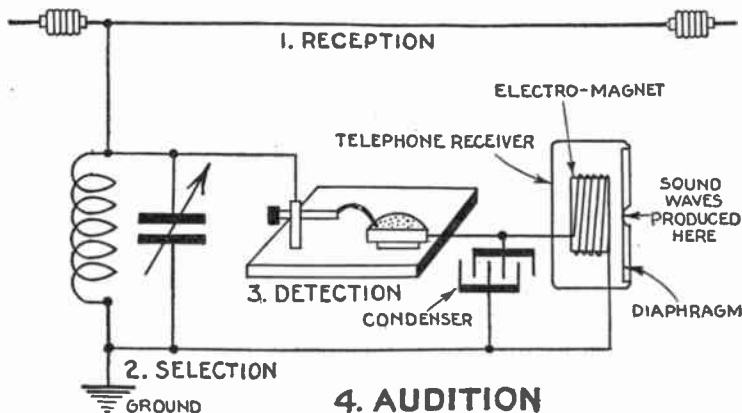 1. RECEPTION
ELECTRO-MAGNET
TELEPHONE RECEIVER
SOUND
WAVES
PRODUCED
HERE
3. DETECTION
CONDENSER
DIAPHRAGM
2. SELECTION
GROUND
4. AUDITION